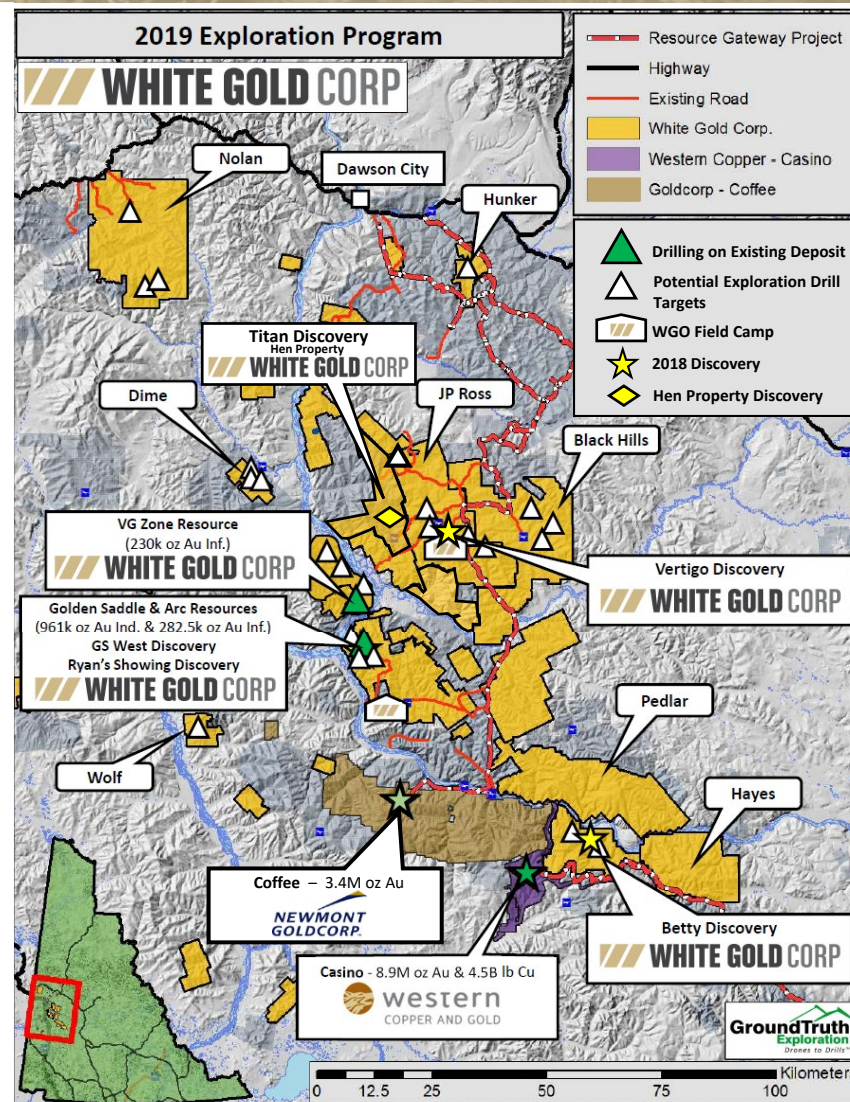 2019 Exploration Program
WHITE GOLD CORP
Resource Gateway Project
Highway
Existing Road
White Gold Corp.
Western Copper - Casino
Goldcorp - Coffee
Drilling on Existing Deposit
Potential Exploration Drill
Targets
WGO Field Camp
2018 Discovery
Hen Property Discovery
Nolan
Dawson City
Hunker
Titan Discovery
Hen Property
WHITE GOLD CORP
JP Ross
Dime
Black Hills
VG Zone Resource
(230k oz Au Inf.)
WHITE GOLD CORP
Vertigo Discovery
WHITE GOLD CORP
Golden Saddle & Arc Resources
(961k oz Au Ind. & 282.5k oz Au Inf.)
GS West Discovery
Ryan's Showing Discovery
WHITE GOLD CORP
Pedlar
Wolf
Hayes
Coffee – 3.4M oz Au
NEWMONT
GOLDCORP.
Betty Discovery
WHITE GOLD CORP
Casino - 8.9M oz Au & 4.5B lb Cu
western
COPPER AND GOLD
GroundTruth
Exploration
Drones to Drills™
Kilometer
0 12.5 25 50 75 100